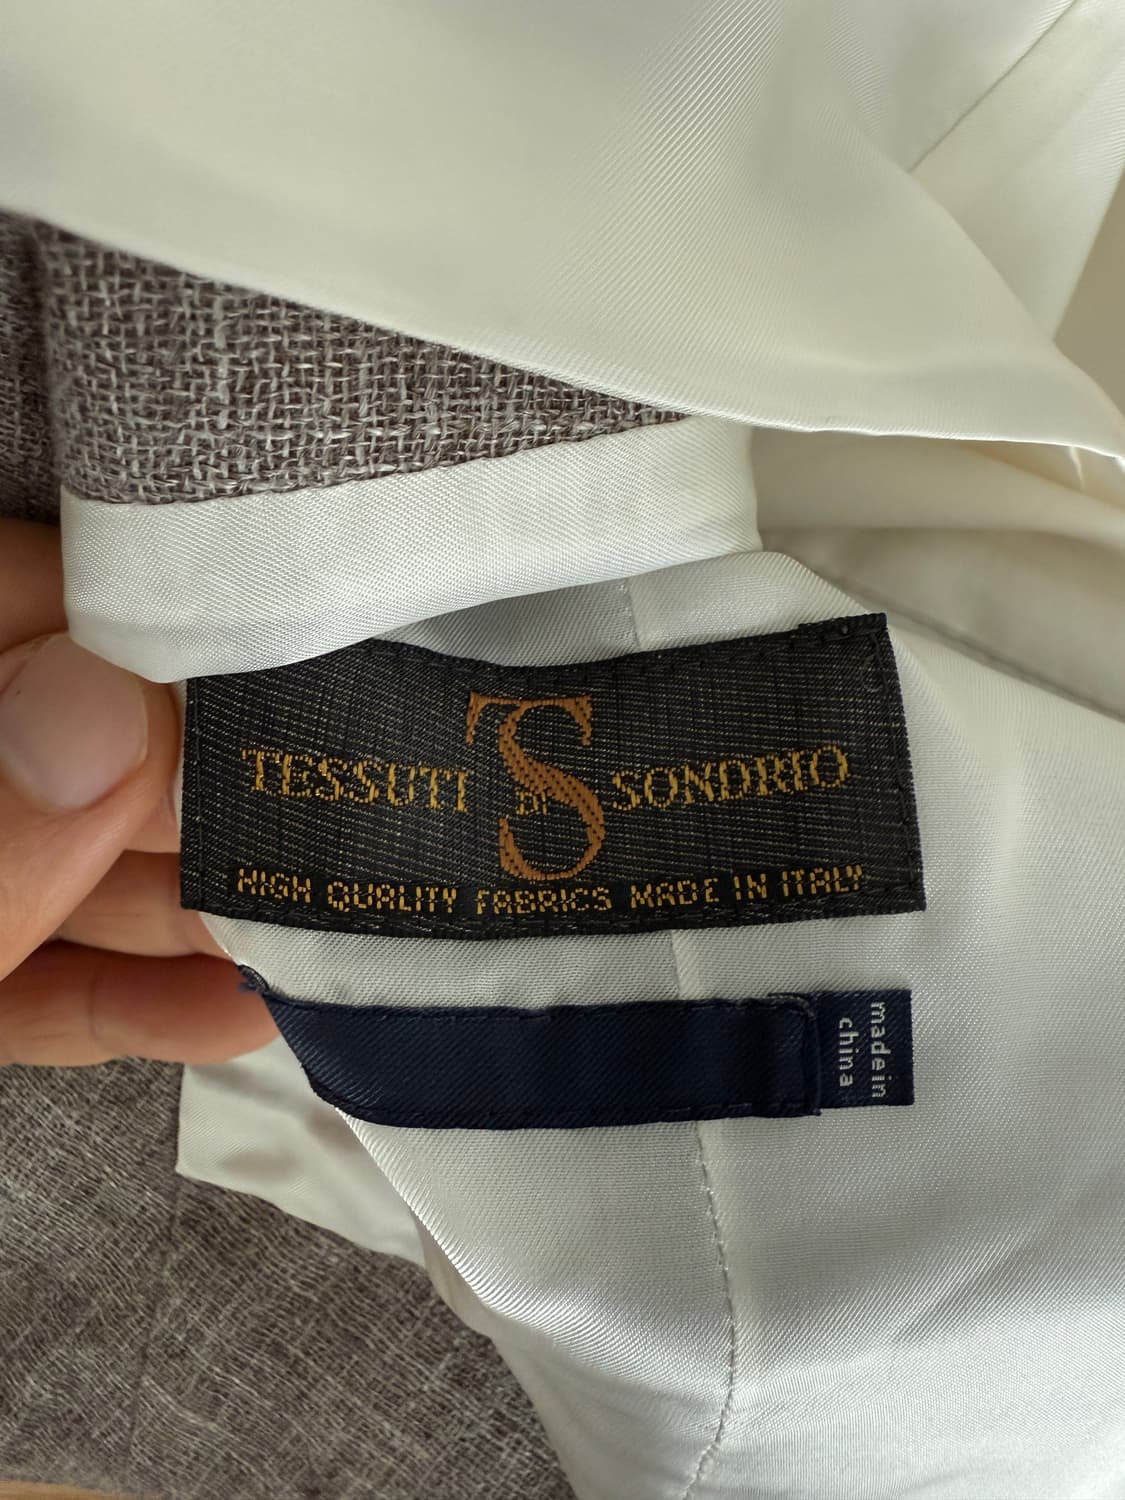 TS
TESSUTI DI SONDRIO
HIGH QUALITY FABRICS MADE IN ITALY
made in
china